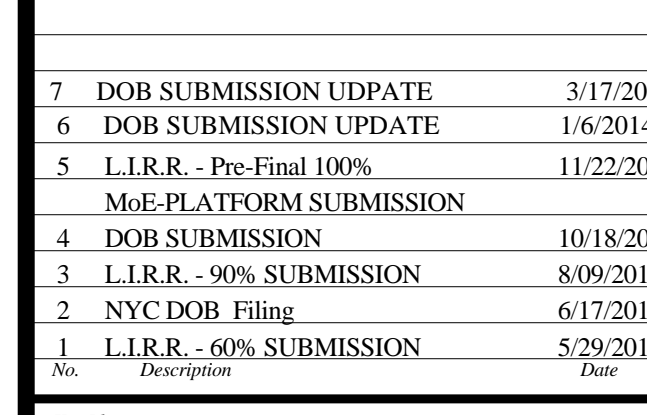 7 DOB SUBMISSION UDPATE 3/17/20
6 DOB SUBMISSION UPDATE 1/6/2014
5 L.I.R.R. - Pre-Final 100% 11/22/20
MoE-PLATFORM SUBMISSION
4 DOB SUBMISSION 10/18/20
3 L.I.R.R. - 90% SUBMISSION 8/09/201
2 NYC DOB Filing 6/17/201
1 L.I.R.R. - 60% SUBMISSION 5/29/201
No. Description Date